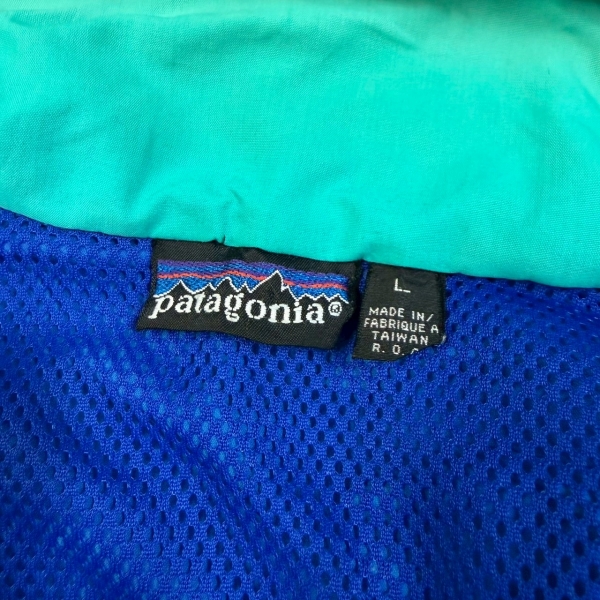 patagonia®
L
MADE IN/
FABRIQUE A
TAIWAN
R. O. C